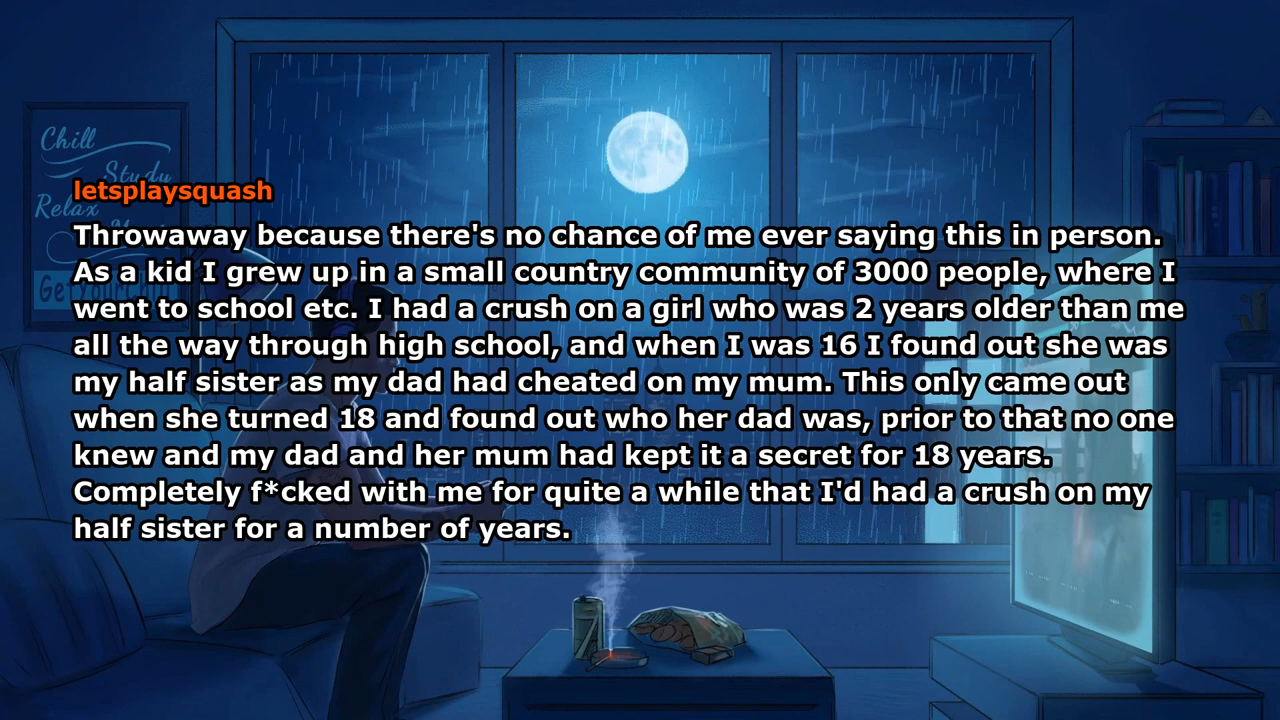 Chill
Study
Relax
letsplaysquash
Throwaway because there's no chance of me ever saying this in person.
As a kid I grew up in a small country community of 3000 people, where I
went to school etc. I had a crush on a girl who was 2 years older than me
all the way through high school, and when I was 16 I found out she was
my half sister as my dad had cheated on my mum. This only came out
when she turned 18 and found out who her dad was, prior to that no one
knew and my dad and her mum had kept it a secret for 18 years.
Completely f*cked with me for quite a while that I'd had a crush on my
half sister for a number of years.